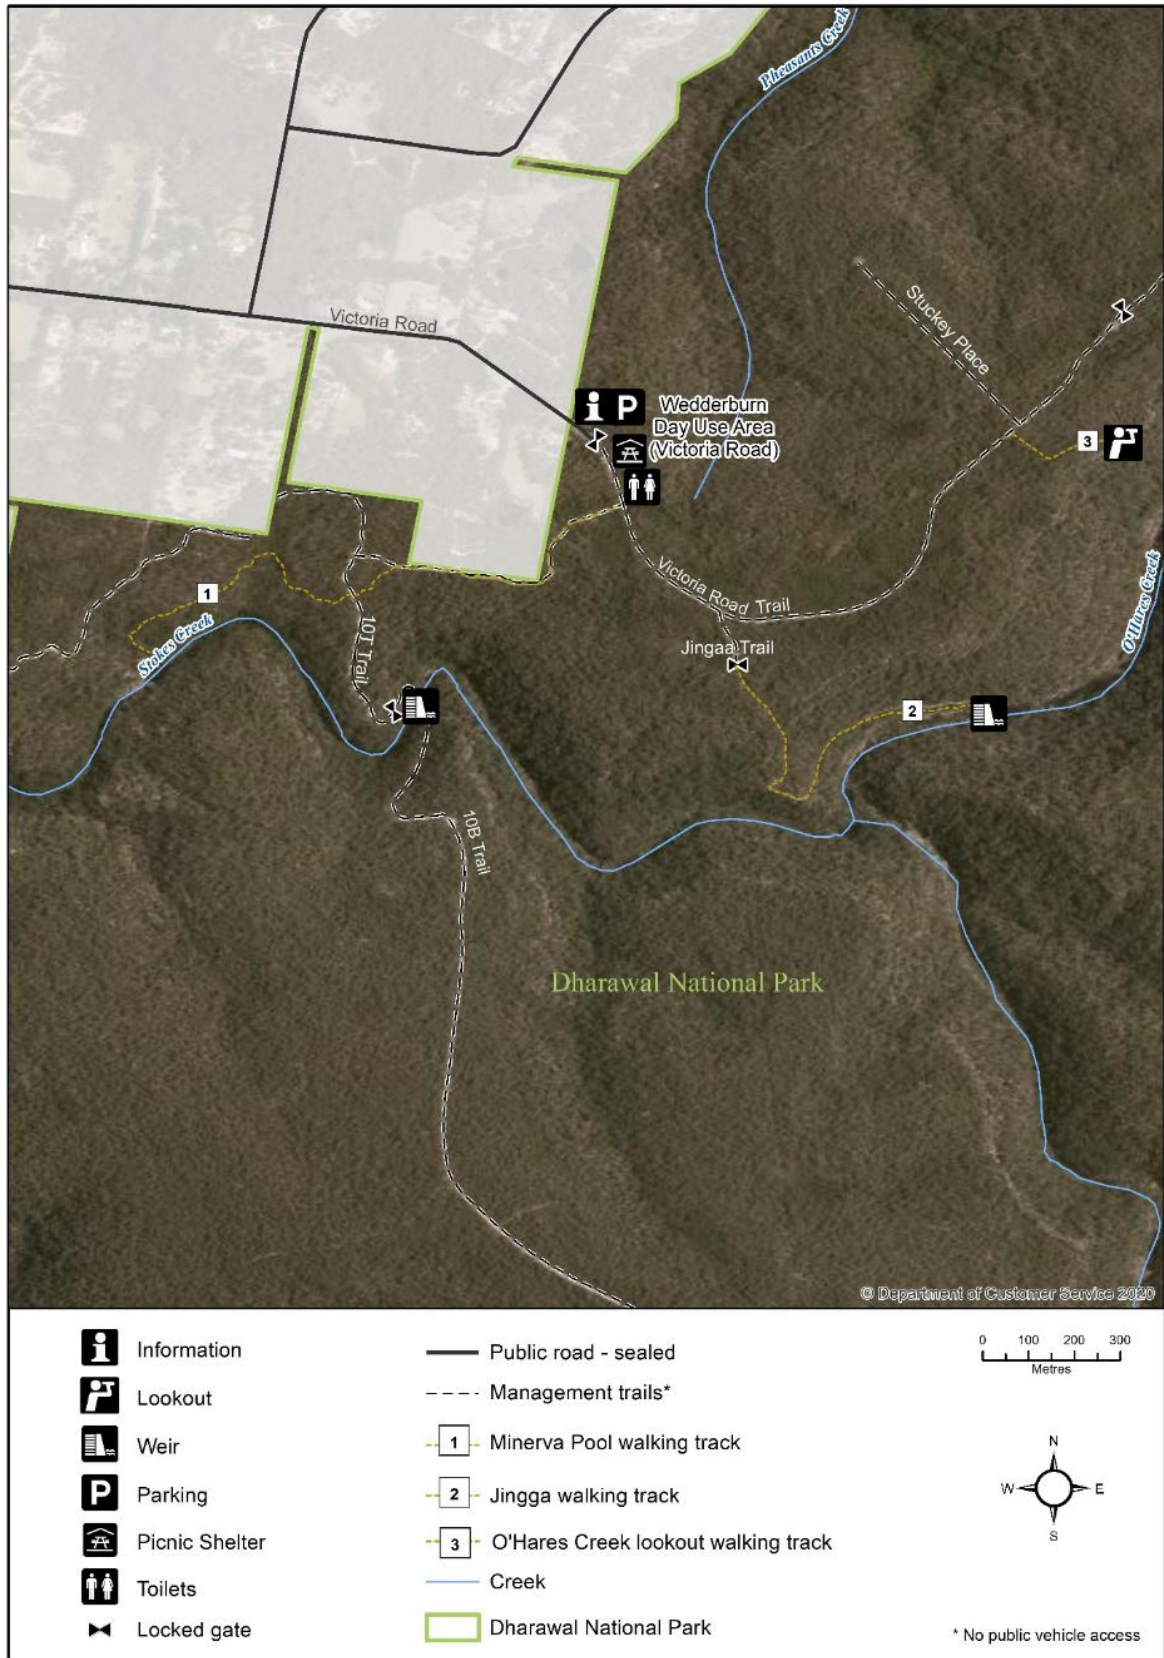 Pheasants Creek
Victoria Road
Stuckey Place
P
Wedderburn
Day Use Area
(Victoria Road)
3
Victoria Road Trail
O'Hares Creek
1
Stokes Creek
10T Trail
Jingaa Trail
2
10B Trail
Dharawal National Park
© Department of Customer Service 2020
Information
Lookout
Weir
P Parking
Picnic Shelter
Toilets
Locked gate
Public road - sealed
Management trails*
1 Minerva Pool walking track
2 Jingga walking track
3 O'Hares Creek lookout walking track
Creek
Dharawal National Park
0 100 200 300
Metres
N
W E
S
* No public vehicle access